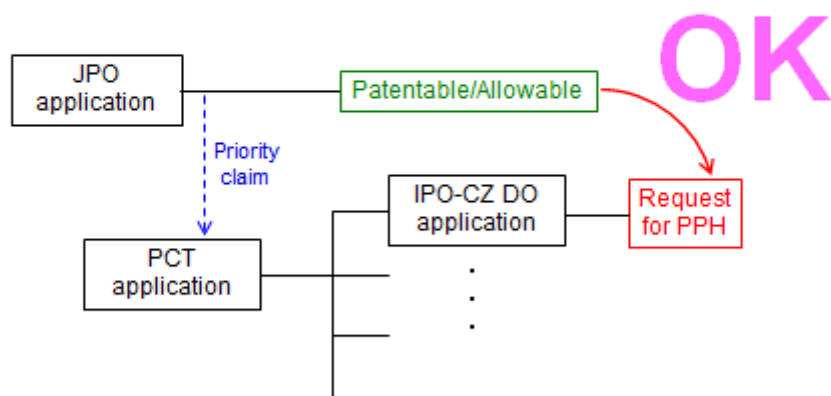 OK
JPO
application
Patentable/Allowable
Priority
claim
IPO-CZ DO
application
Request
for PPH
PCT
application